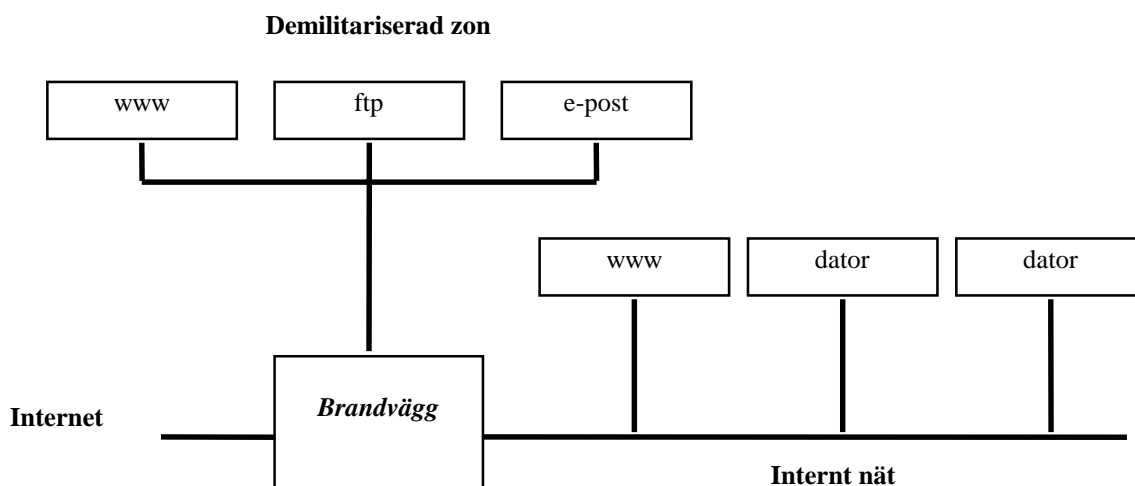 Demilitariserad zon
www
ftp
e-post
www
dator
dator
Internet
Brandvägg
Internt nät